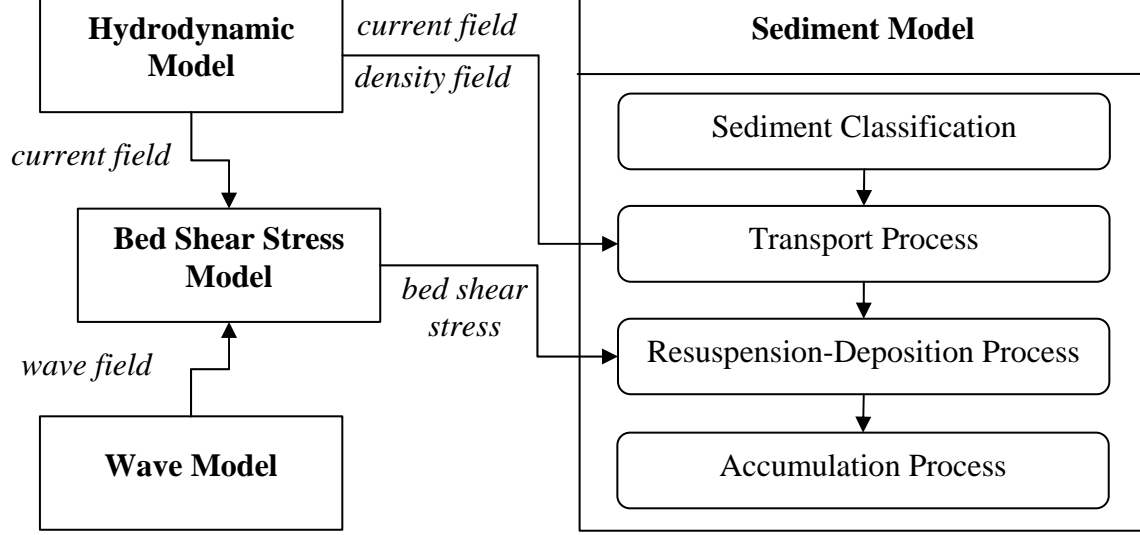 Hydrodynamic
Model
current field
density field
current field
Bed Shear Stress
Model
bed shear
stress
wave field
Wave Model
Sediment Model
Sediment Classification
Transport Process
Resuspension-Deposition Process
Accumulation Process